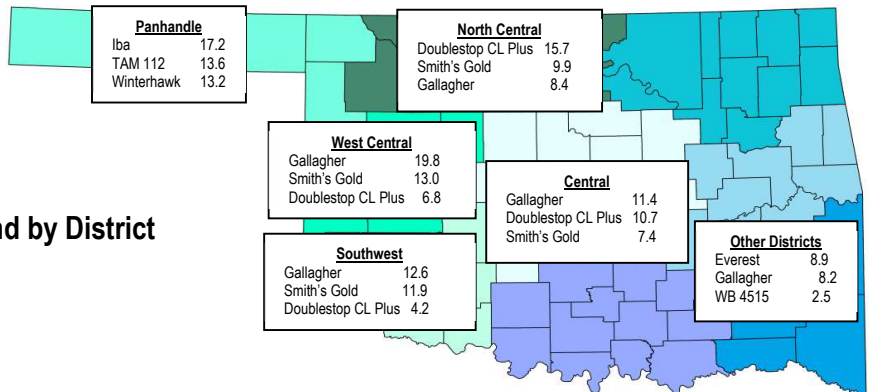 Panhandle
Iba 17.2
TAM 112 13.6
Winterhawk 13.2
North Central
Doublestop CL Plus 15.7
Smith's Gold 9.9
Gallagher 8.4
West Central
Gallagher 19.8
Smith's Gold 13.0
Doublestop CL Plus 6.8
Central
Gallagher 11.4
Doublestop CL Plus 10.7
Smith's Gold 7.4
d by District
Southwest
Gallagher 12.6
Smith's Gold 11.9
Doublestop CL Plus 4.2
Other Districts
Everest 8.9
Gallagher 8.2
WB 4515 2.5